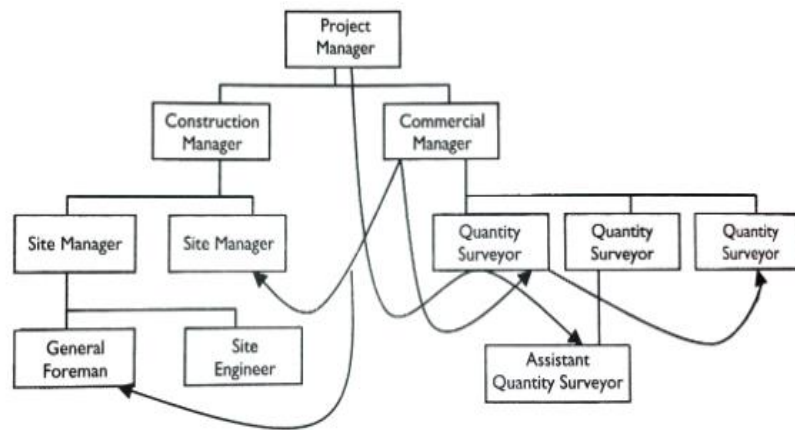 Project
Manager
Construction
Manager
Commercial
Manager
Site Manager
Site Manager
Quantity
Surveyor
Quantity
Surveyor
Quantity
Surveyor
General
Foreman
Site
Engineer
Assistant
Quantity Surveyor